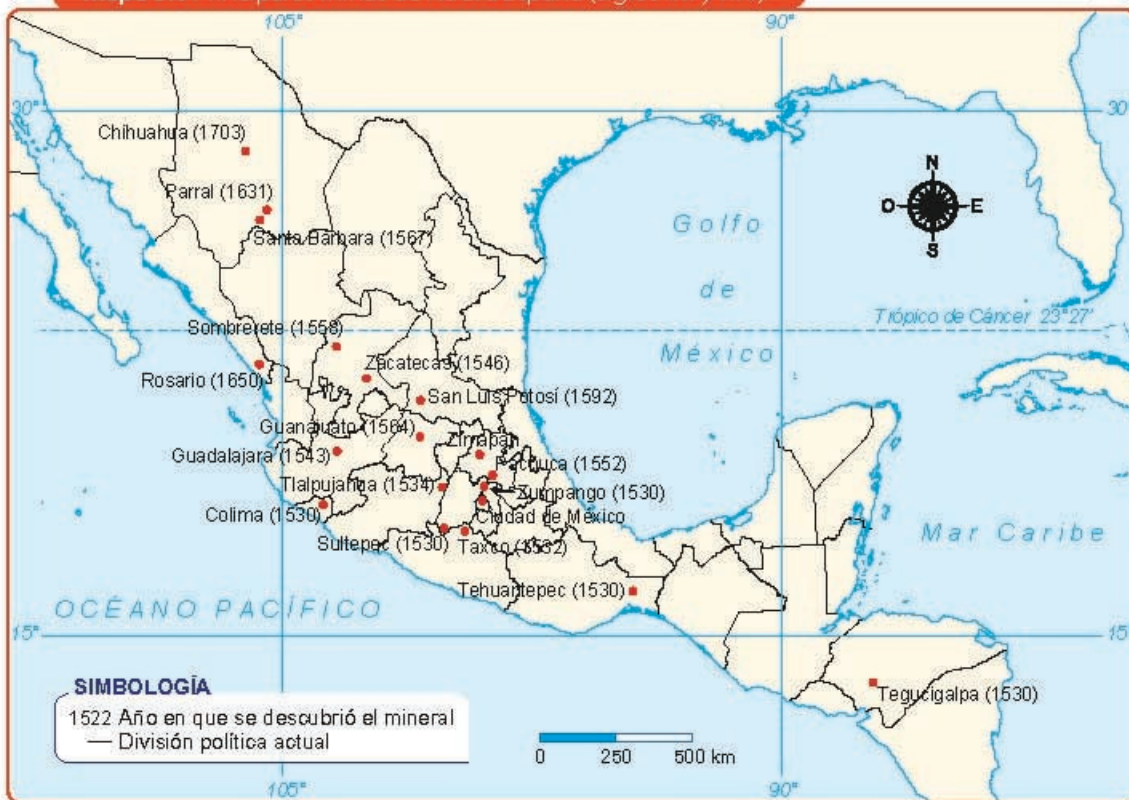 105°
90°
30°
30°
Chihuahua (1703)
Parral (1631)
Santa Bárbara (1567)
Golfo
de
México
N
O
E
S
Trópico de Cáncer 23°27'
Sombrerete (1558)
Zacatecas (1546)
Rosario (1650)
San Luis Potosí (1592)
Guanajuato (1564)
Zimapán
Guadalajara (1543)
Pachuca (1552)
Tlalpujahua (1534)
Zumpango (1530)
Colima (1530)
Ciudad de México
Sultepec (1530)
Taxco (1532)
Mar Caribe
Tehuantepec (1530)
OCÉANO PACÍFICO
15°
15°
Tegucigalpa (1530)
SIMBOLOGÍA
1522 Año en que se descubrió el mineral
División política actual
0 250 500 km
105°
90°